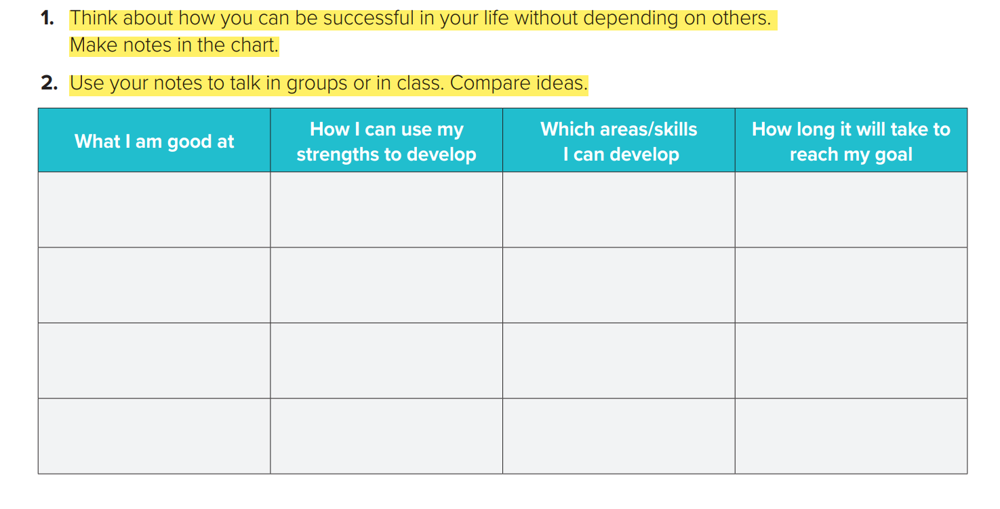 1. Think about how you can be successful in your life without depending on others.
Make notes in the chart.
2. Use your notes to talk in groups or in class. Compare ideas.
What I am good at
How I can use my
strengths to develop
Which areas/skills
I can develop
How long it will take to
reach my goal